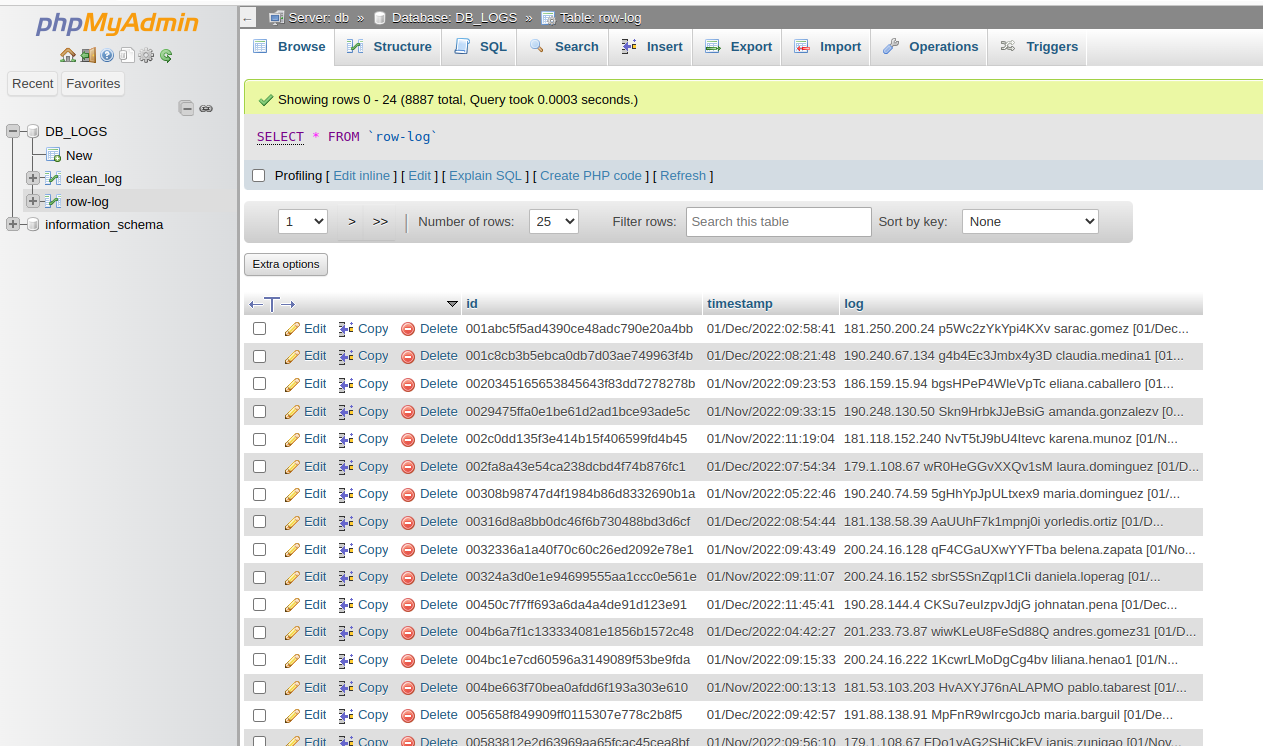 phpMyAdmin
Recent Favorites
DB_LOGS
New
clean_log
row-log
information_schema
← Server: db » Database: DB_LOGS » Table: row-log
Browse Structure SQL Search Insert Export Import Operations Triggers
Showing rows 0 - 24 (8887 total, Query took 0.0003 seconds.)
SELECT * FROM `row-log`
Profiling [ Edit inline ] [ Edit ] [ Explain SQL ] [ Create PHP code ] [ Refresh ]
1 > >> | Number of rows: 25 Filter rows: Search this table Sort by key: None
Extra options
←T→ id timestamp log
Edit Copy Delete 001abc5f5ad4390ce48adc790e20a4bb 01/Dec/2022:02:58:41 181.250.200.24 p5Wc2zYkYpi4KXv sarac.gomez [01/Dec...
Edit Copy Delete 001c8cb3b5ebca0db7d03ae749963f4b 01/Dec/2022:08:21:48 190.240.67.134 g4b4Ec3Jmbx4y3D claudia.medina1 [01...
Edit Copy Delete 0020345165653845643f83dd7278278b 01/Nov/2022:09:23:53 186.159.15.94 bgsHPeP4WleVpTc eliana.caballero [01...
Edit Copy Delete 0029475ffa0e1be61d2ad1bce93ade5c 01/Nov/2022:09:33:15 190.248.130.50 Skn9HrbkJJeBsiG amanda.gonzalezv [0...
Edit Copy Delete 002c0dd135f3e414b15f406599fd4b45 01/Nov/2022:11:19:04 181.118.152.240 NvT5tJ9bU4Itevc karena.munoz [01/N...
Edit Copy Delete 002fa8a43e54ca238dcbd4f74b876fc1 01/Dec/2022:07:54:34 179.1.108.67 wR0HeGGvXXQv1sM laura.dominguez [01/D...
Edit Copy Delete 00308b98747d4f1984b86d8332690b1a 01/Nov/2022:05:22:46 190.240.74.59 5gHhYpJpULtxex9 maria.dominguez [01/...
Edit Copy Delete 00316d8a8bb0dc46f6b730488bd3d6cf 01/Dec/2022:08:54:44 181.138.58.39 AaUUhF7k1mpnj0i yorledis.ortiz [01/D...
Edit Copy Delete 0032336a1a40f70c60c26ed2092e78e1 01/Nov/2022:09:43:49 200.24.16.128 qF4CGaUXwYYFTba belena.zapata [01/No...
Edit Copy Delete 00324a3d0e1e94699555aa1ccc0e561e 01/Nov/2022:09:11:07 200.24.16.152 sbrS5SnZqpI1CIi daniela.loperag [01/...
Edit Copy Delete 00450c7f7ff693a6da4a4de91d123e91 01/Dec/2022:11:45:41 190.28.144.4 CKSu7euIzpvJdjG johnatan.pena [01/Dec...
Edit Copy Delete 004b6a7f1c133334081e1856b1572c48 01/Dec/2022:04:42:27 201.233.73.87 wiwKLeU8FeSd88Q andres.gomez31 [01/D...
Edit Copy Delete 004bc1e7cd60596a3149089f53be9fda 01/Nov/2022:09:15:33 200.24.16.222 1KcwrLMoDgCg4bv liliana.henao1 [01/N...
Edit Copy Delete 004be663f70bea0afdd6f193a303e610 01/Nov/2022:00:13:13 181.53.103.203 HvAXYJ76nALAPMO pablo.tabarest [01/...
Edit Copy Delete 005658f849909ff0115307e778c2b8f5 01/Dec/2022:09:42:57 191.88.138.91 MpFnR9wIrcgoJcb maria.barguil [01/De...
Edit Copy Delete 00583812e2d63969aa65fcac45cea8bf 01/Nov/2022:09:56:10 179.1.108.67 FDo1yAG2SHiCkEV janis.zunigao [01/Nov...